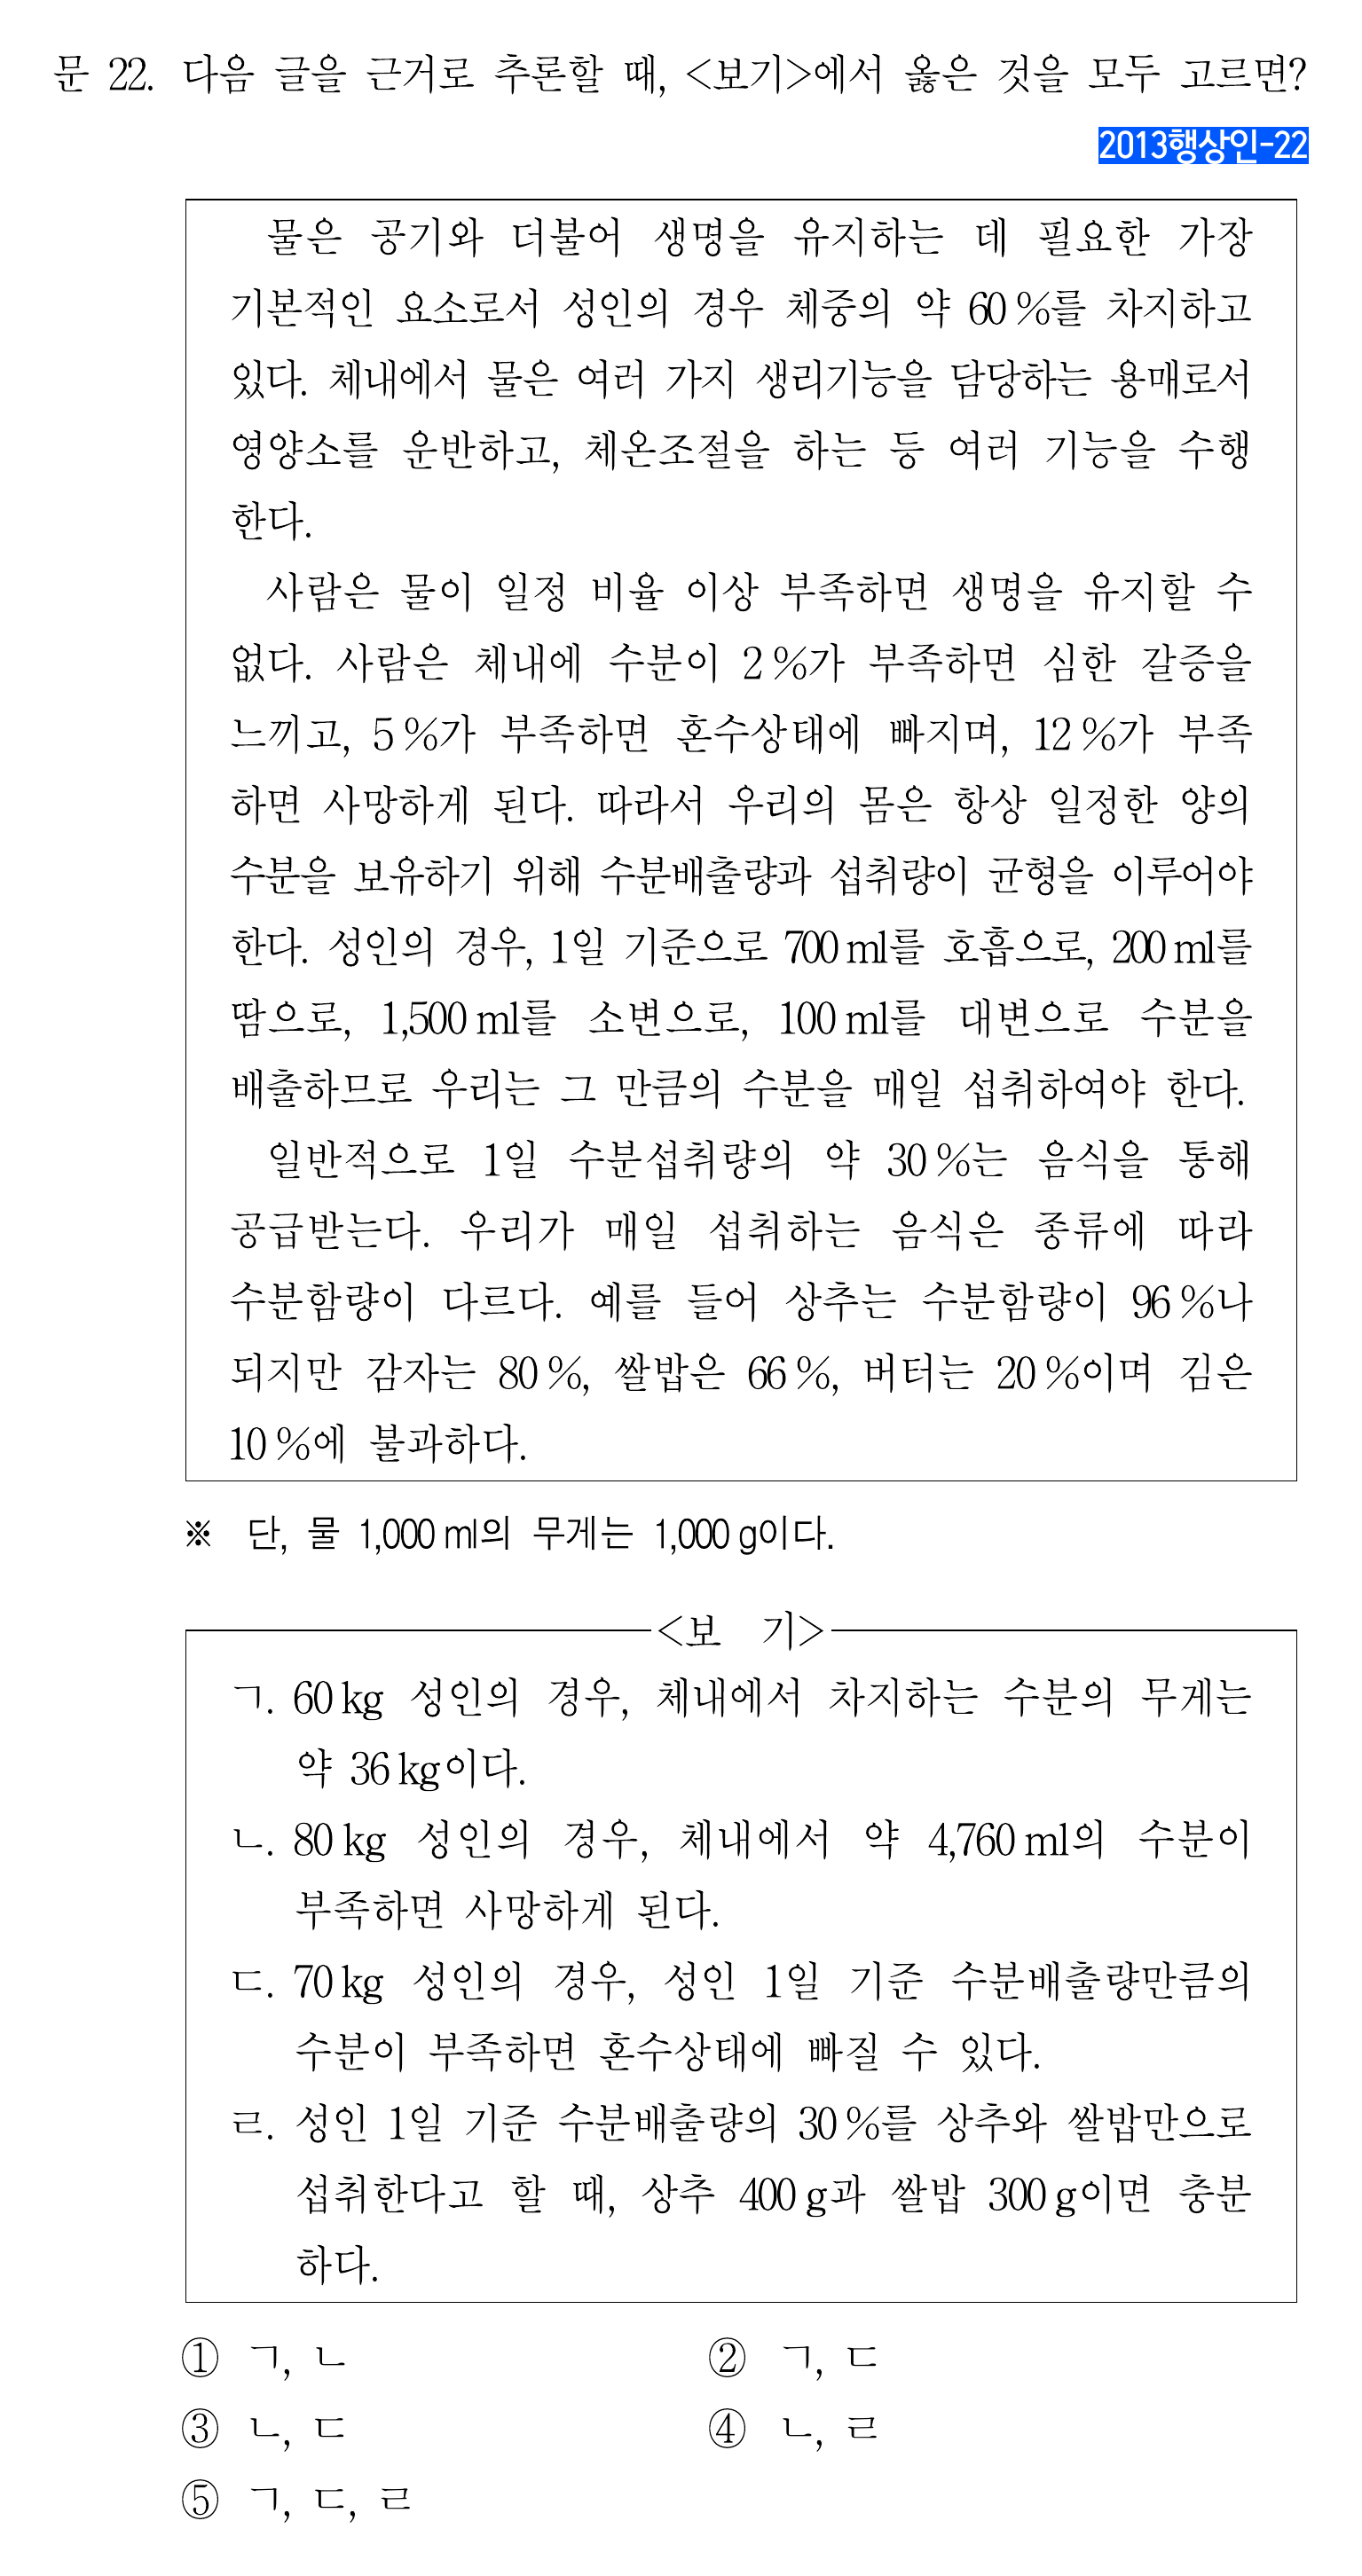 문 22. 다음 글을 근거로 추론할 때, <보기>에서 옳은 것을 모두 고르면?
2013행상인-22
물은 공기와 더불어 생명을 유지하는 데 필요한 가장
기본적인 요소로서 성인의 경우 체중의 약 60 %를 차지하고
있다. 체내에서 물은 여러 가지 생리기능을 담당하는 용매로서
영양소를 운반하고, 체온조절을 하는 등 여러 기능을 수행
한다.
사람은 물이 일정 비율 이상 부족하면 생명을 유지할 수
없다. 사람은 체내에 수분이 2 %가 부족하면 심한 갈증을
느끼고, 5 %가 부족하면 혼수상태에 빠지며, 12 %가 부족
하면 사망하게 된다. 따라서 우리의 몸은 항상 일정한 양의
수분을 보유하기 위해 수분배출량과 섭취량이 균형을 이루어야
한다. 성인의 경우, 1일 기준으로 700 ml를 호흡으로, 200 ml를
땀으로, 1,500 ml를 소변으로, 100 ml를 대변으로 수분을
배출하므로 우리는 그 만큼의 수분을 매일 섭취하여야 한다.
일반적으로 1일 수분섭취량의 약 30 %는 음식을 통해
공급받는다. 우리가 매일 섭취하는 음식은 종류에 따라
수분함량이 다르다. 예를 들어 상추는 수분함량이 96 %나
되지만 감자는 80 %, 쌀밥은 66 %, 버터는 20 %이며 김은
10 %에 불과하다.
※ 단, 물 1,000 ml의 무게는 1,000 g이다.
<보 기>
ㄱ. 60 kg 성인의 경우, 체내에서 차지하는 수분의 무게는
약 36 kg이다.
ㄴ. 80 kg 성인의 경우, 체내에서 약 4,760 ml의 수분이
부족하면 사망하게 된다.
ㄷ. 70 kg 성인의 경우, 성인 1일 기준 수분배출량만큼의
수분이 부족하면 혼수상태에 빠질 수 있다.
ㄹ. 성인 1일 기준 수분배출량의 30 %를 상추와 쌀밥만으로
섭취한다고 할 때, 상추 400 g과 쌀밥 300 g이면 충분
하다.
① ㄱ, ㄴ ② ㄱ, ㄷ
③ ㄴ, ㄷ ④ ㄴ, ㄹ
⑤ ㄱ, ㄷ, ㄹ